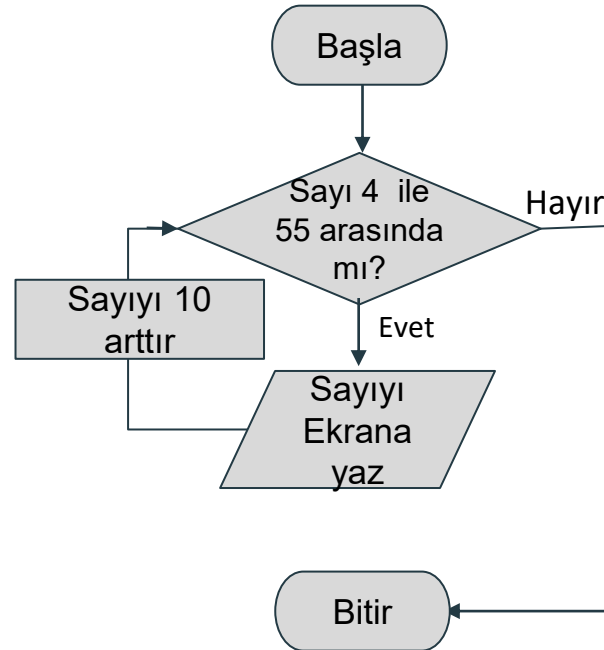 Başla
Sayı 4 ile
55 arasında
mı?
Hayır
Sayıyı 10
arttır
Evet
Sayıyı
Ekrana
yaz
Bitir